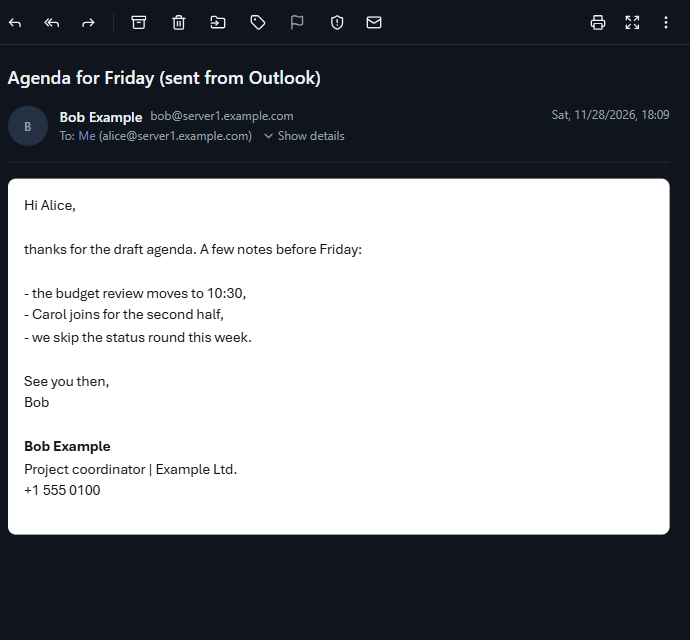 Agenda for Friday (sent from Outlook)
B
Bob Example bob@server1.example.com
Sat, 11/28/2026, 18:09
To: Me (alice@server1.example.com) Show details
Hi Alice,
thanks for the draft agenda. A few notes before Friday:
- the budget review moves to 10:30,
- Carol joins for the second half,
- we skip the status round this week.
See you then,
Bob
Bob Example
Project coordinator | Example Ltd.
+1 555 0100